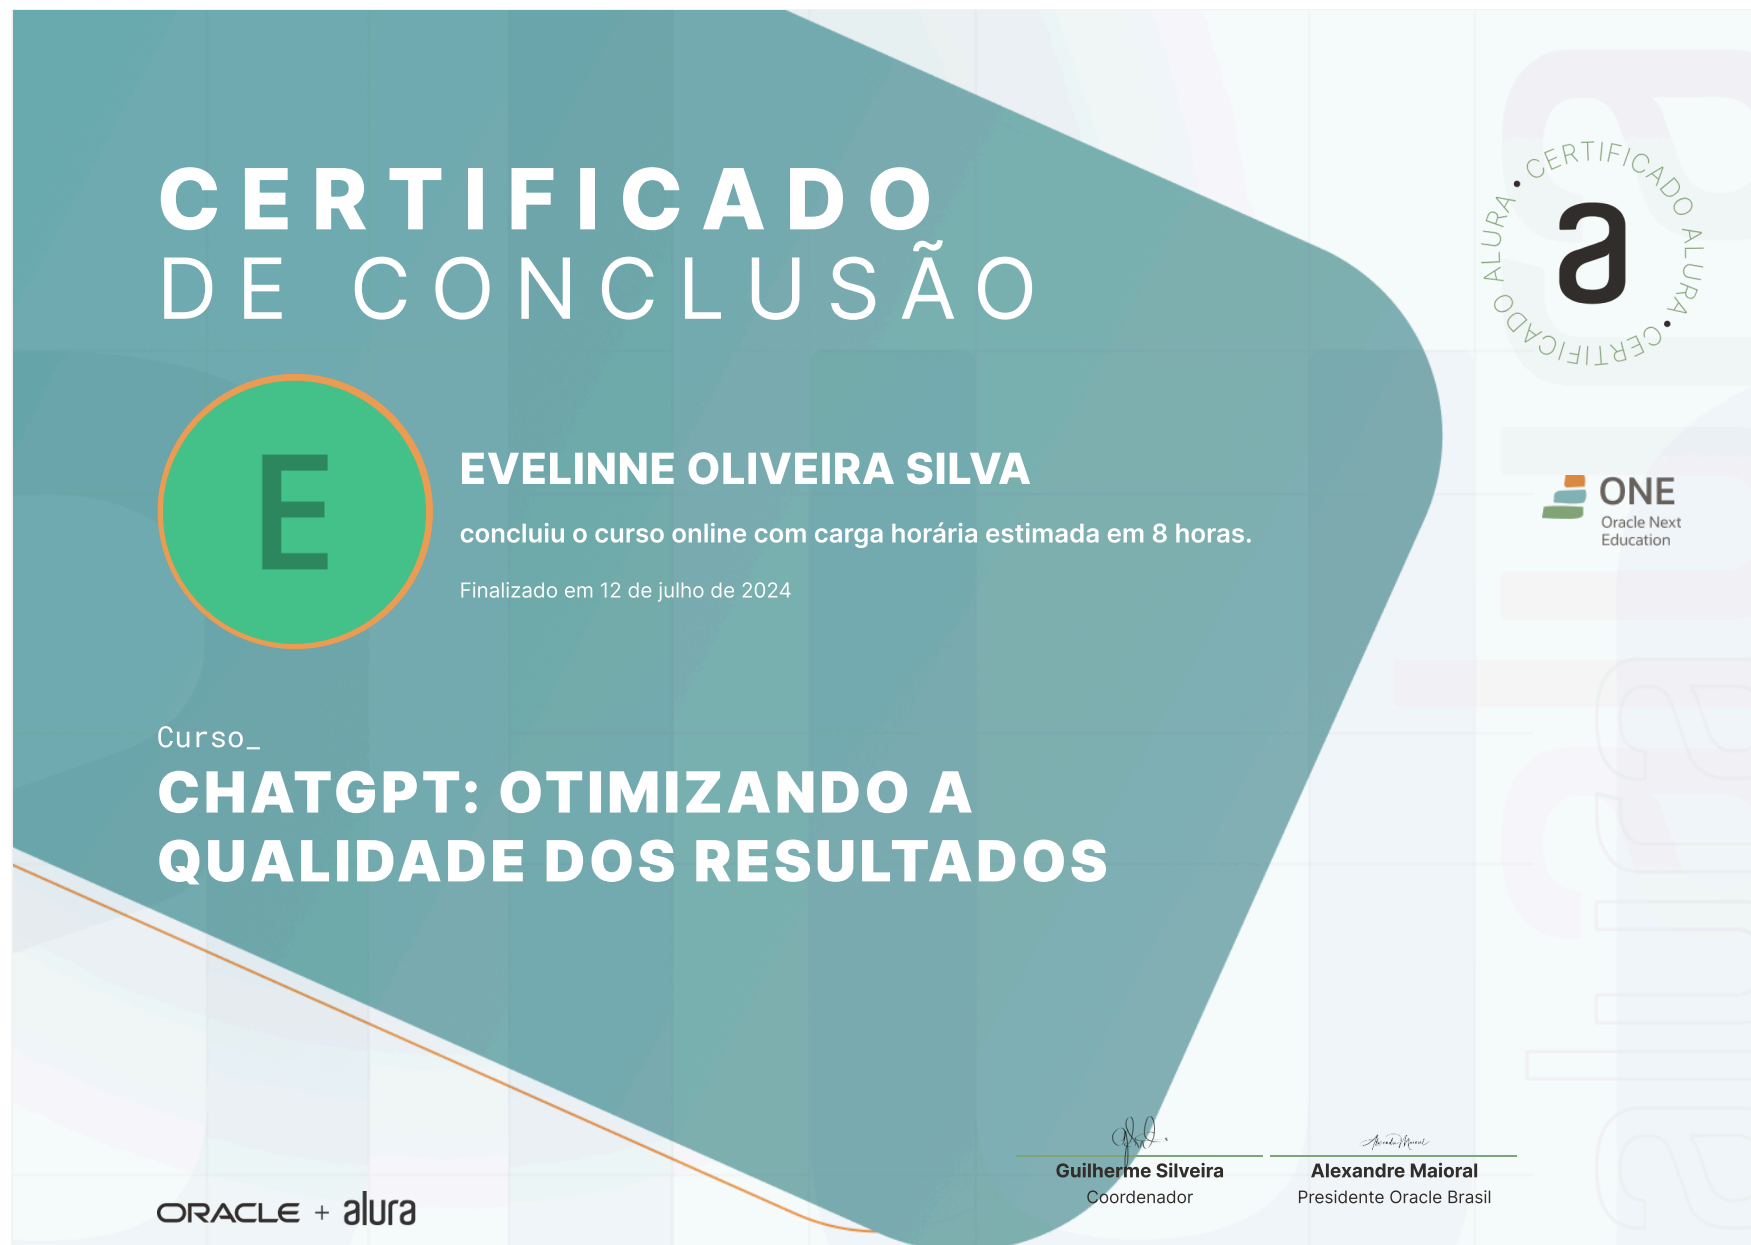 CERTIFICADO
DE CONCLUSÃO
CERTIFICADO ALURA • CERTIFICADO ALURA •
a
E
EVELINNE OLIVEIRA SILVA
concluiu o curso online com carga horária estimada em 8 horas.
Finalizado em 12 de julho de 2024
ONE
Oracle Next
Education
Curso_
CHATGPT: OTIMIZANDO A
QUALIDADE DOS RESULTADOS
Guilherme Silveira
Coordenador
Alexandre Maioral
Presidente Oracle Brasil
ORACLE + alura